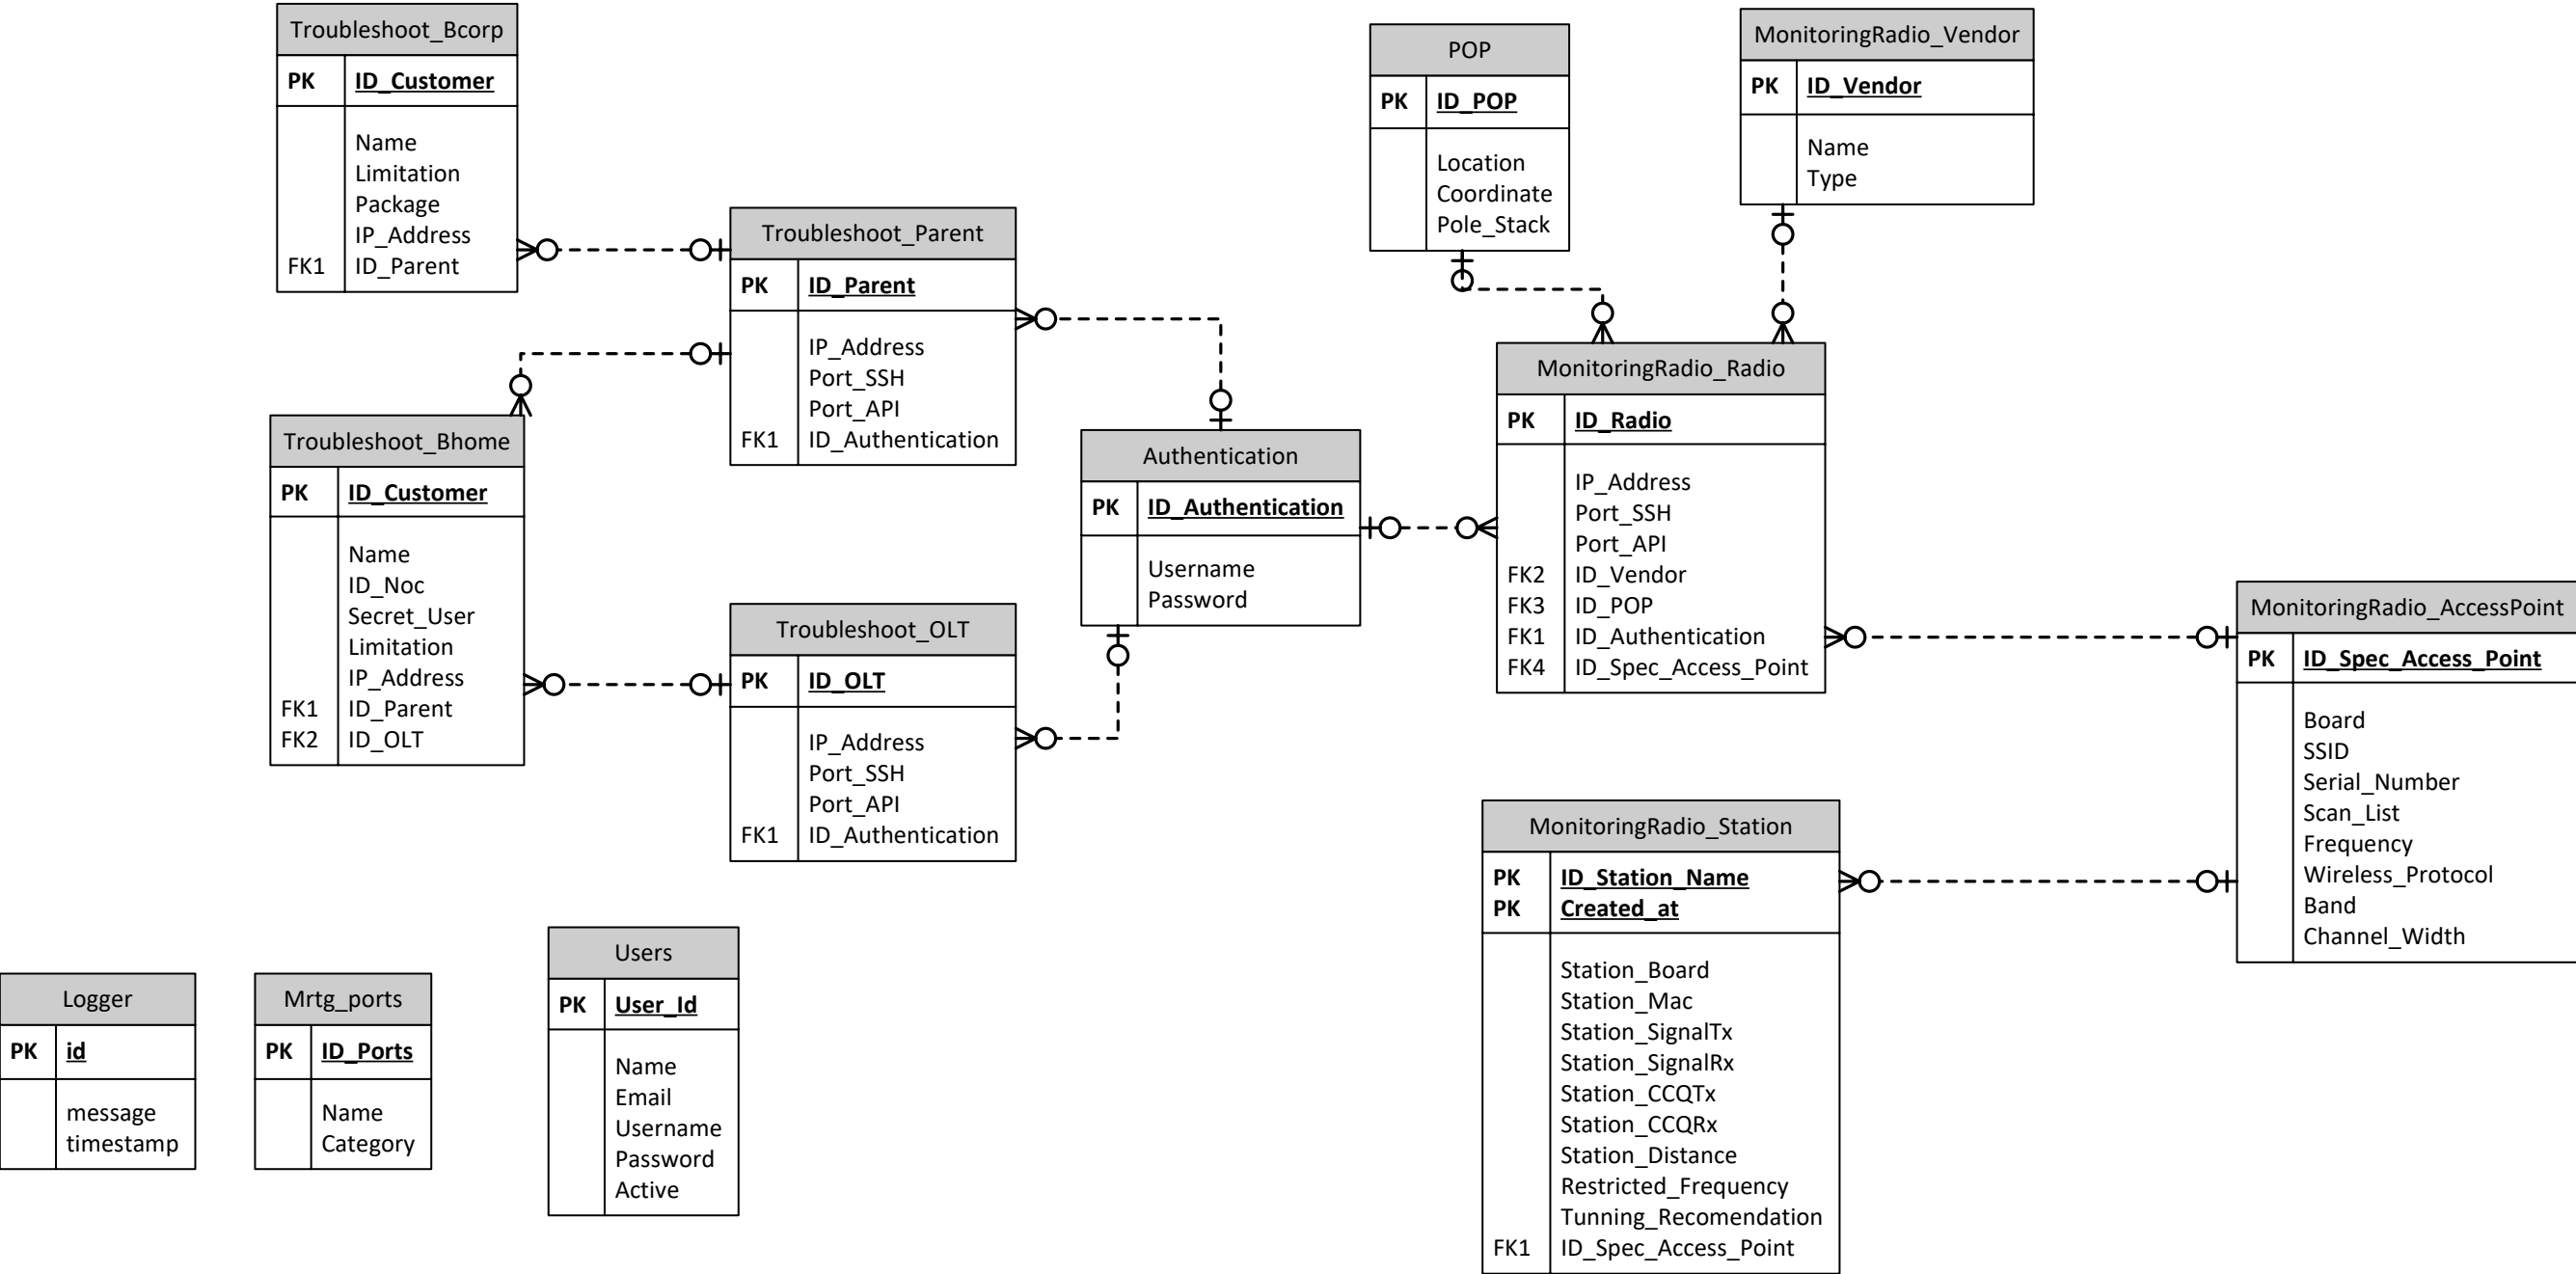 Troubleshoot_Bcorp
PK ID_Customer
Name
Limitation
Package
IP_Address
FK1 ID_Parent
Troubleshoot_Parent
PK ID_Parent
IP_Address
Port_SSH
Port_API
FK1 ID_Authentication
Troubleshoot_Bhome
PK ID_Customer
Name
ID_Noc
Secret_User
Limitation
IP_Address
FK1 ID_Parent
FK2 ID_OLT
Troubleshoot_OLT
PK ID_OLT
IP_Address
Port_SSH
Port_API
FK1 ID_Authentication
Authentication
PK ID_Authentication
Username
Password
POP
PK ID_POP
Location
Coordinate
Pole_Stack
MonitoringRadio_Vendor
PK ID_Vendor
Name
Type
MonitoringRadio_Radio
PK ID_Radio
IP_Address
Port_SSH
Port_API
FK2 ID_Vendor
FK3 ID_POP
FK1 ID_Authentication
FK4 ID_Spec_Access_Point
MonitoringRadio_AccessPoint
PK ID_Spec_Access_Point
Board
SSID
Serial_Number
Scan_List
Frequency
Wireless_Protocol
Band
Channel_Width
MonitoringRadio_Station
PK ID_Station_Name
PK Created_at
Station_Board
Station_Mac
Station_SignalTx
Station_SignalRx
Station_CCQTx
Station_CCQRx
Station_Distance
Restricted_Frequency
Tunning_Recomendation
FK1 ID_Spec_Access_Point
Logger
PK id
message
timestamp
Mrtg_ports
PK ID_Ports
Name
Category
Users
PK User_Id
Name
Email
Username
Password
Active